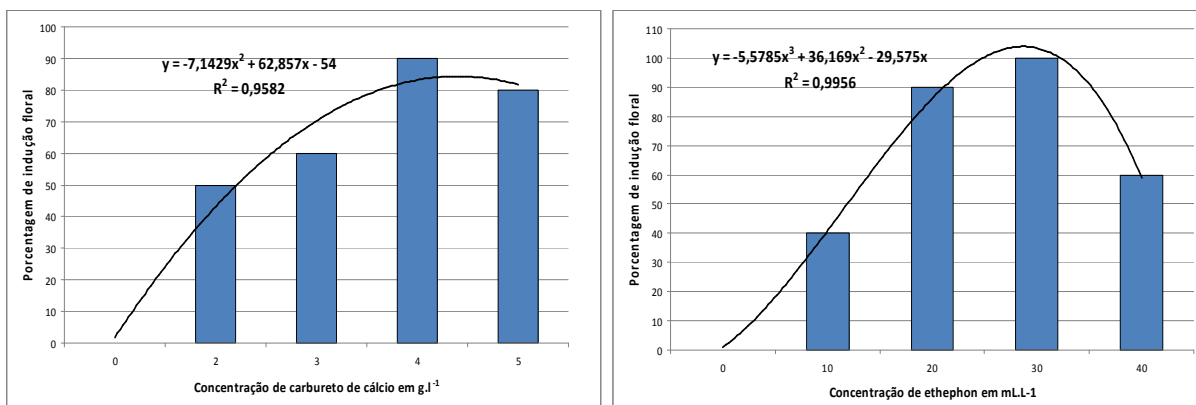 y = -7,1429x² + 62,857x - 54
R² = 0,9582
Porcentagem de indução floral
100
90
80
70
60
50
40
30
20
10
0
0 2 3 4 5
Concentração de carbureto de cálcio em g.l⁻¹
y = -5,5785x³ + 36,169x² - 29,575x
R² = 0,9956
Porcentagem de indução floral
110
100
90
80
70
60
50
40
30
20
10
0
0 10 20 30 40
Concentração de ethephon em mL.L-1